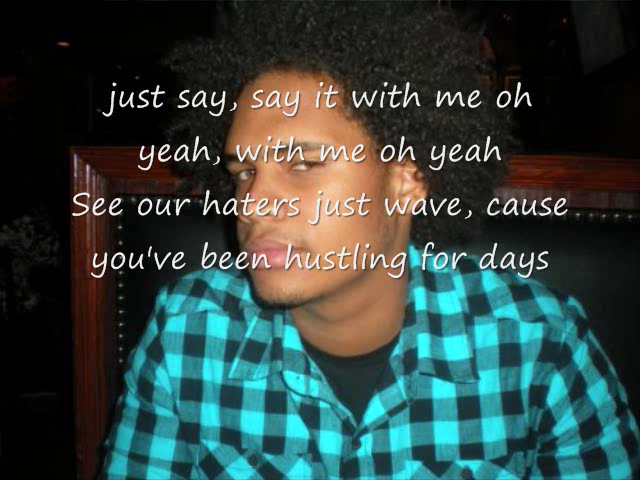 just say, say it with me oh
yeah, with me oh yeah
See our haters just wave, cause
you've been hustling for days